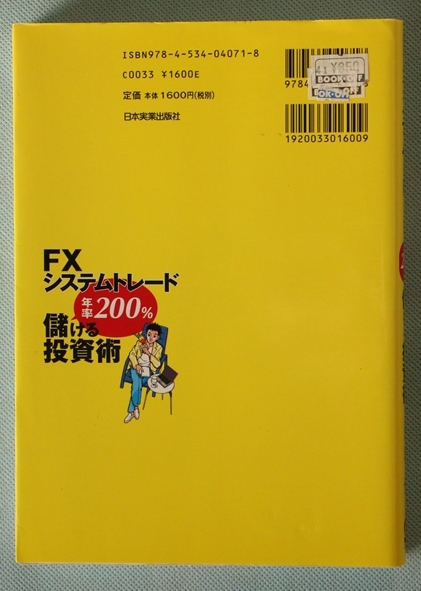 ISBN978-4-534-04071-8
C0033 ¥1600E
定価 本体1600円(税別)
日本実業出版社
¥850
BOOK-OFF
1920033016009
FX
システムトレード
年率200%
儲ける
投資術